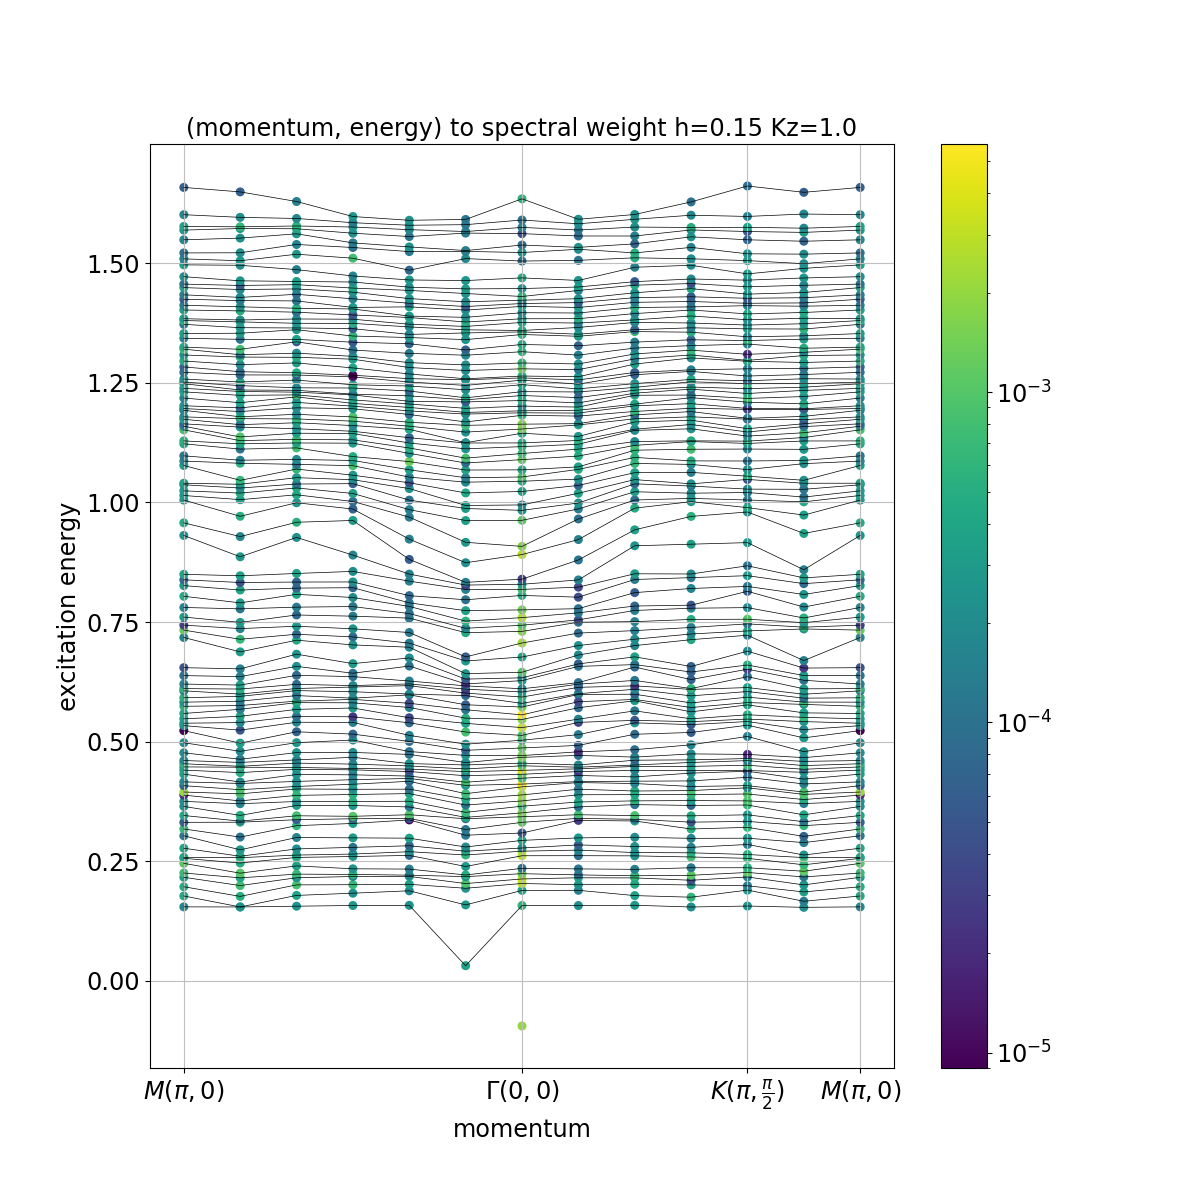 (momentum, energy) to spectral weight h=0.15 Kz=1.0
1.50
1.25
1.00
0.75
0.50
0.25
0.00
excitation energy
M(π, 0) Γ(0, 0) K(π, π/2) M(π, 0)
momentum
10⁻³
10⁻⁴
10⁻⁵